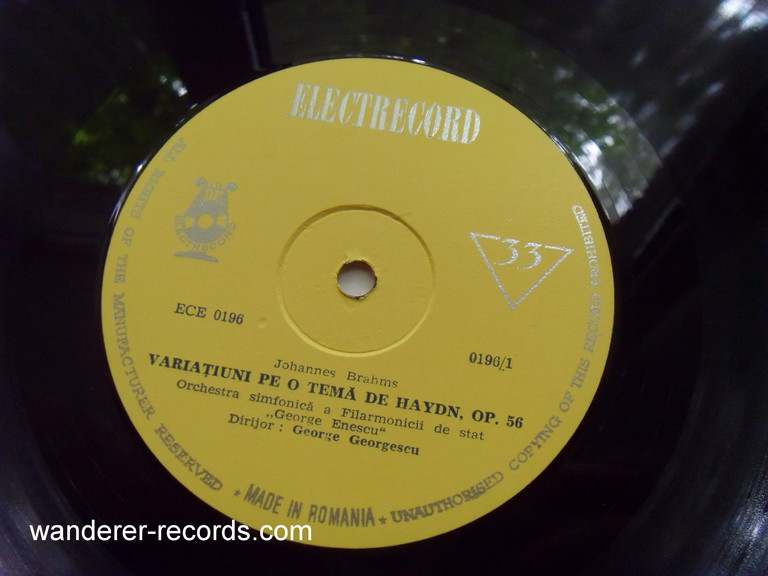 ELECTRECORD
ELECTRECORD
33
ECE 0196
0196/1
Johannes Brahms
VARIAȚIUNI PE O TEMĂ DE HAYDN, OP. 56
Orchestra simfonică a Filarmonicii de stat
„George Enescu“
Dirijor : George Georgescu
ALL RIGHTS OF THE MANUFACTURER RESERVED * MADE IN ROMANIA * UNAUTHORISED COPYING OF THIS RECORD PROHIBITED
wanderer-records.com